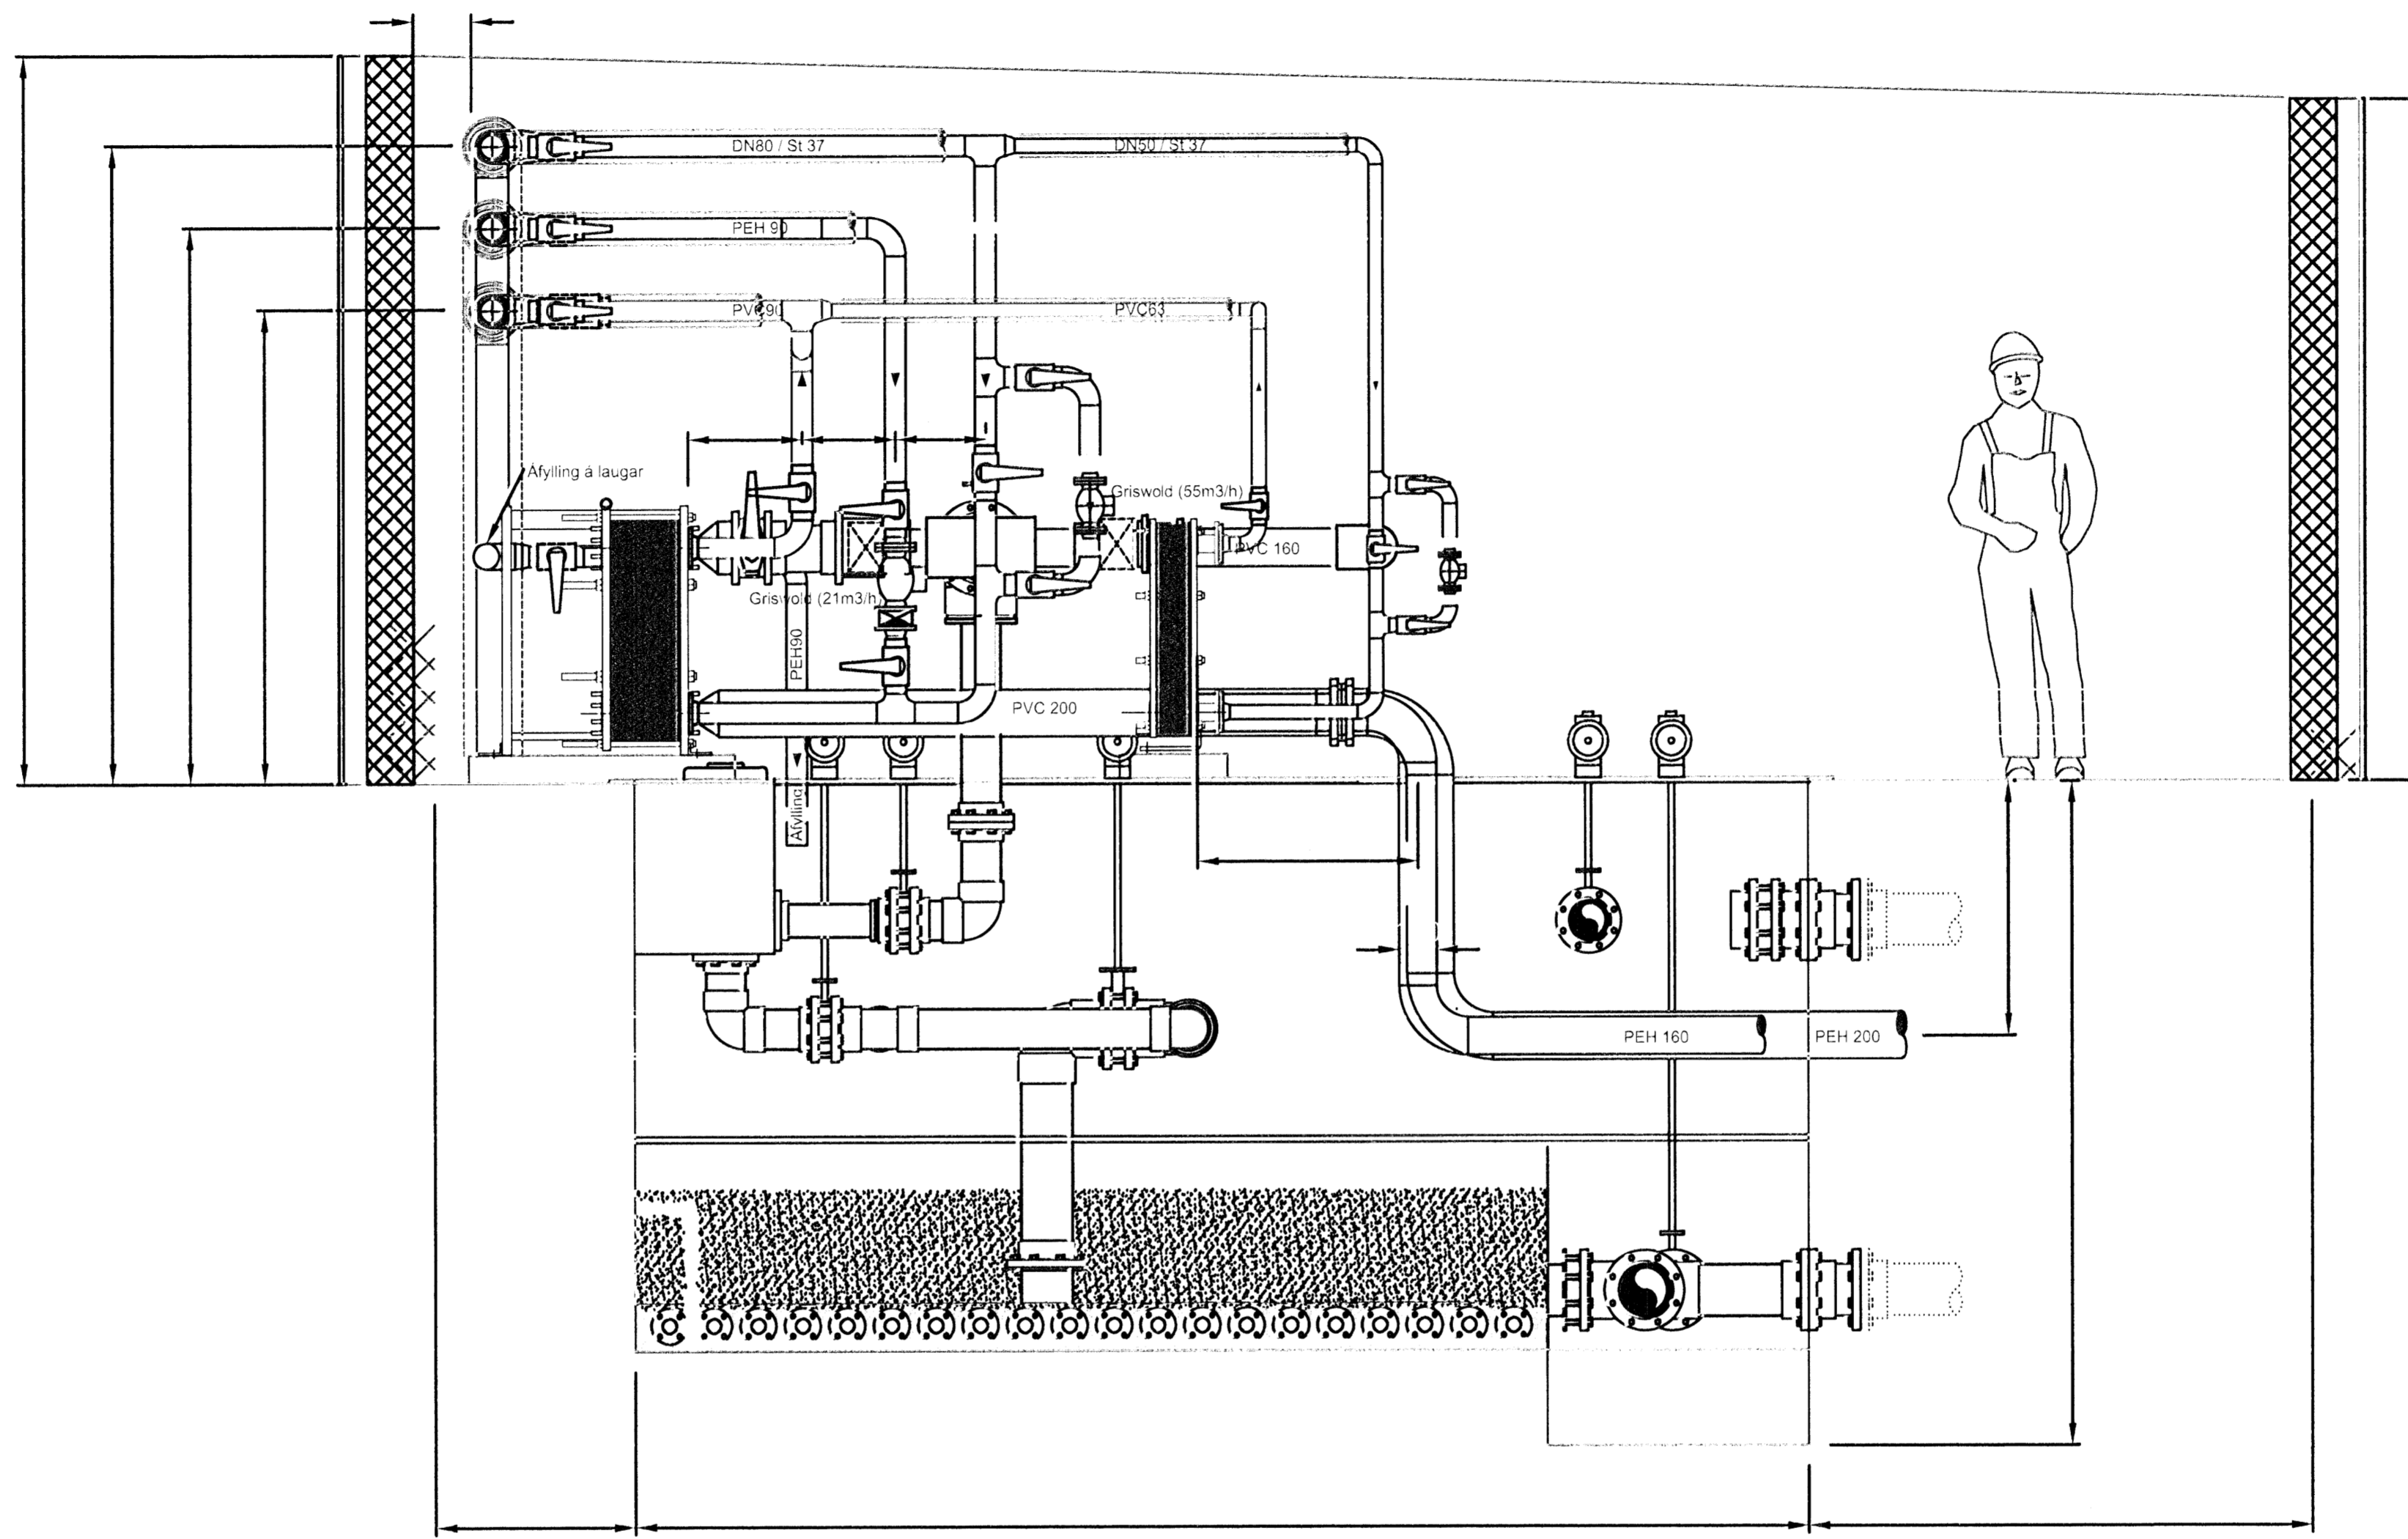 DN80 / St 37
DN50 / St 37
PEH 90
PVC90
PVC63
Áfylling á laugar
Griswold (55m3/h)
PVC 160
Griswold (21m3/h)
PEH90
PVC 200
Áfylling
PEH 160
PEH 200